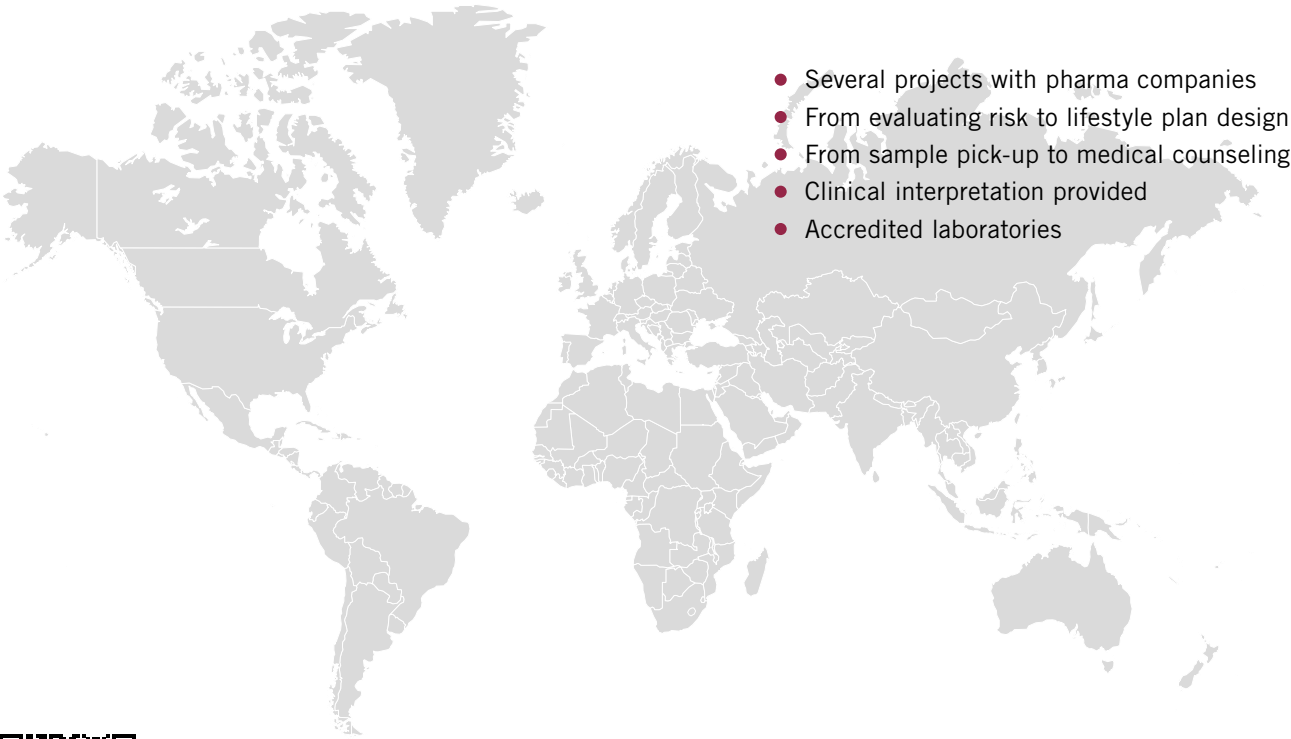 ● Several projects with pharma companies
● From evaluating risk to lifestyle plan design
● From sample pick-up to medical counseling
● Clinical interpretation provided
● Accredited laboratories